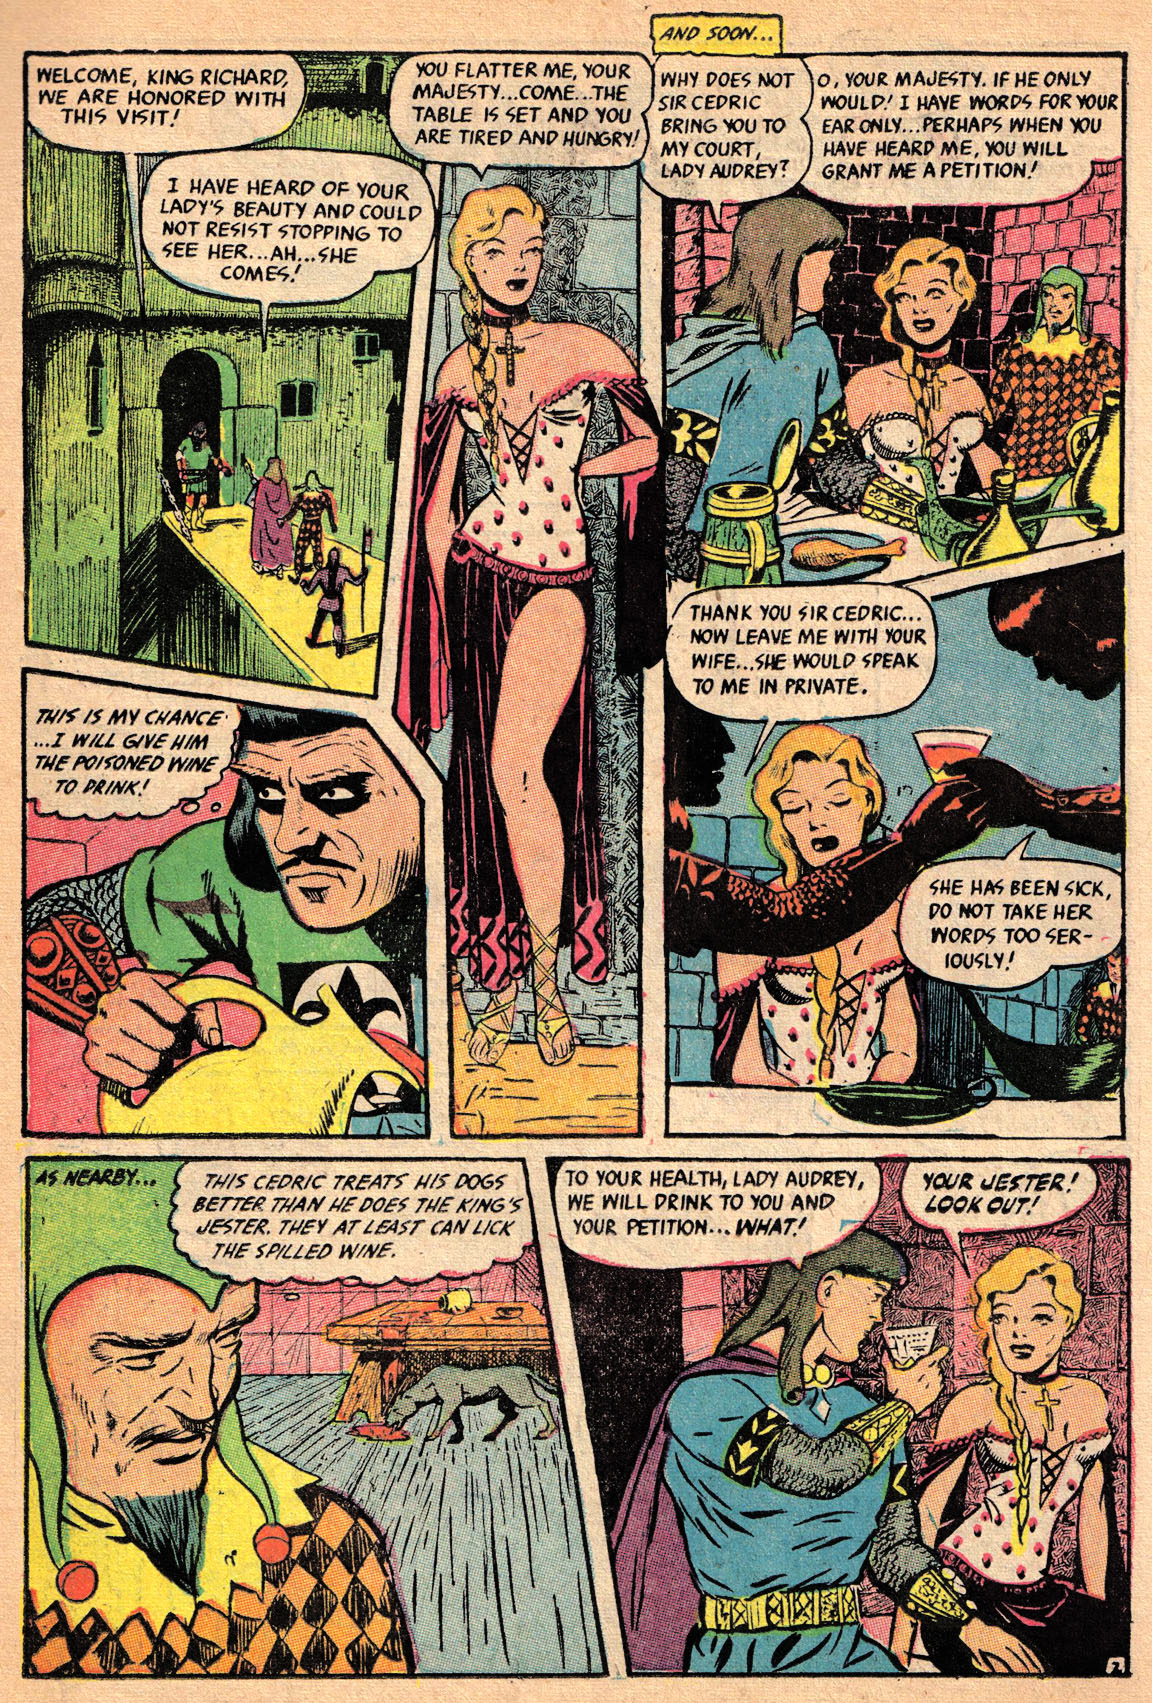 WELCOME, KING RICHARD,
WE ARE HONORED WITH
THIS VISIT!
I HAVE HEARD OF YOUR
LADY'S BEAUTY AND COULD
NOT RESIST STOPPING TO
SEE HER...AH...SHE
COMES!
YOU FLATTER ME, YOUR
MAJESTY...COME...THE
TABLE IS SET AND YOU
ARE TIRED AND HUNGRY!
AND SOON...
WHY DOES NOT
SIR CEDRIC
BRING YOU TO
MY COURT,
LADY AUDREY?
O, YOUR MAJESTY. IF HE ONLY
WOULD! I HAVE WORDS FOR YOUR
EAR ONLY...PERHAPS WHEN YOU
HAVE HEARD ME, YOU WILL
GRANT ME A PETITION!
THIS IS MY CHANCE
...I WILL GIVE HIM
THE POISONED WINE
TO DRINK!
THANK YOU SIR CEDRIC...
NOW LEAVE ME WITH YOUR
WIFE...SHE WOULD SPEAK
TO ME IN PRIVATE.
SHE HAS BEEN SICK,
DO NOT TAKE HER
WORDS TOO SER-
IOUSLY!
AS NEARBY...
THIS CEDRIC TREATS HIS DOGS
BETTER THAN HE DOES THE KING'S
JESTER. THEY AT LEAST CAN LICK
THE SPILLED WINE.
TO YOUR HEALTH, LADY AUDREY,
WE WILL DRINK TO YOU AND
YOUR PETITION... WHAT!
YOUR JESTER!
LOOK OUT!
2